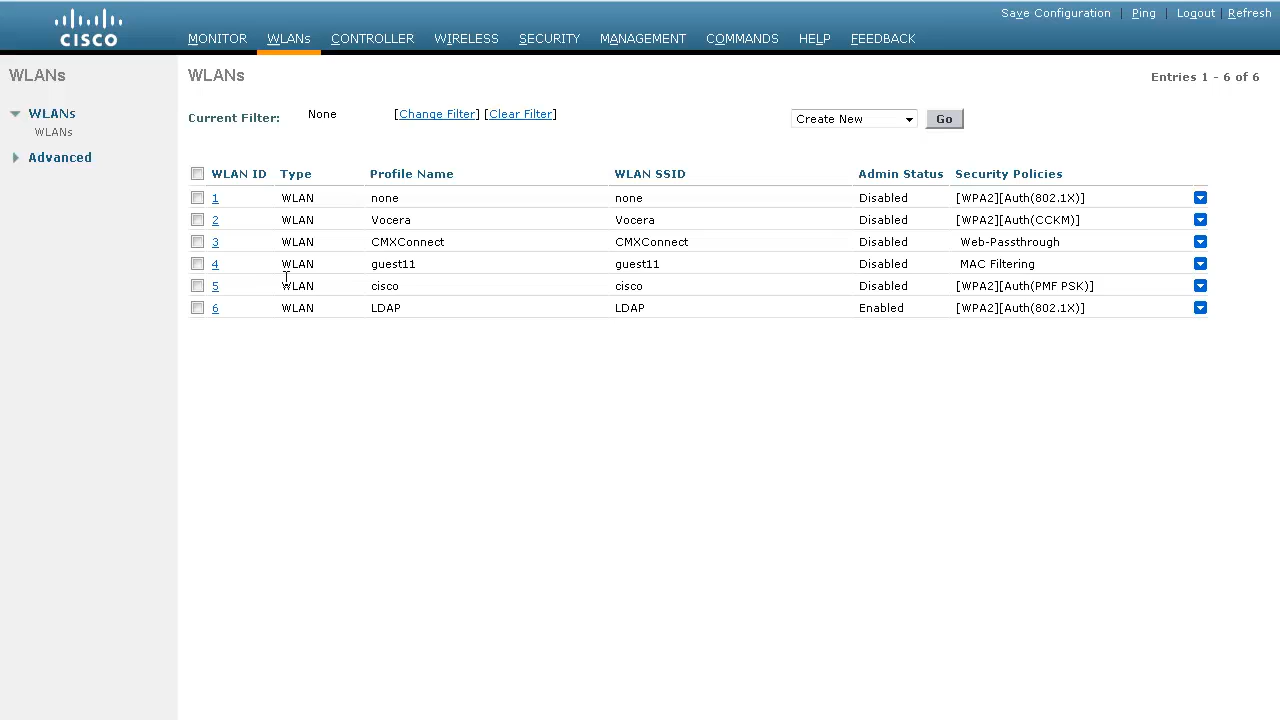 Save Configuration | Ping | Logout | Refresh
CISCO
MONITOR WLANs CONTROLLER WIRELESS SECURITY MANAGEMENT COMMANDS HELP FEEDBACK
WLANs
WLANs
WLANs
Advanced
WLANs
Entries 1 - 6 of 6
Current Filter: None [Change Filter] [Clear Filter] Create New Go
WLAN ID Type Profile Name WLAN SSID Admin Status Security Policies
1 WLAN none none Disabled [WPA2][Auth(802.1X)]
2 WLAN Vocera Vocera Disabled [WPA2][Auth(CCKM)]
3 WLAN CMXConnect CMXConnect Disabled Web-Passthrough
4 WLAN guest11 guest11 Disabled MAC Filtering
5 WLAN cisco cisco Disabled [WPA2][Auth(PMF PSK)]
6 WLAN LDAP LDAP Enabled [WPA2][Auth(802.1X)]